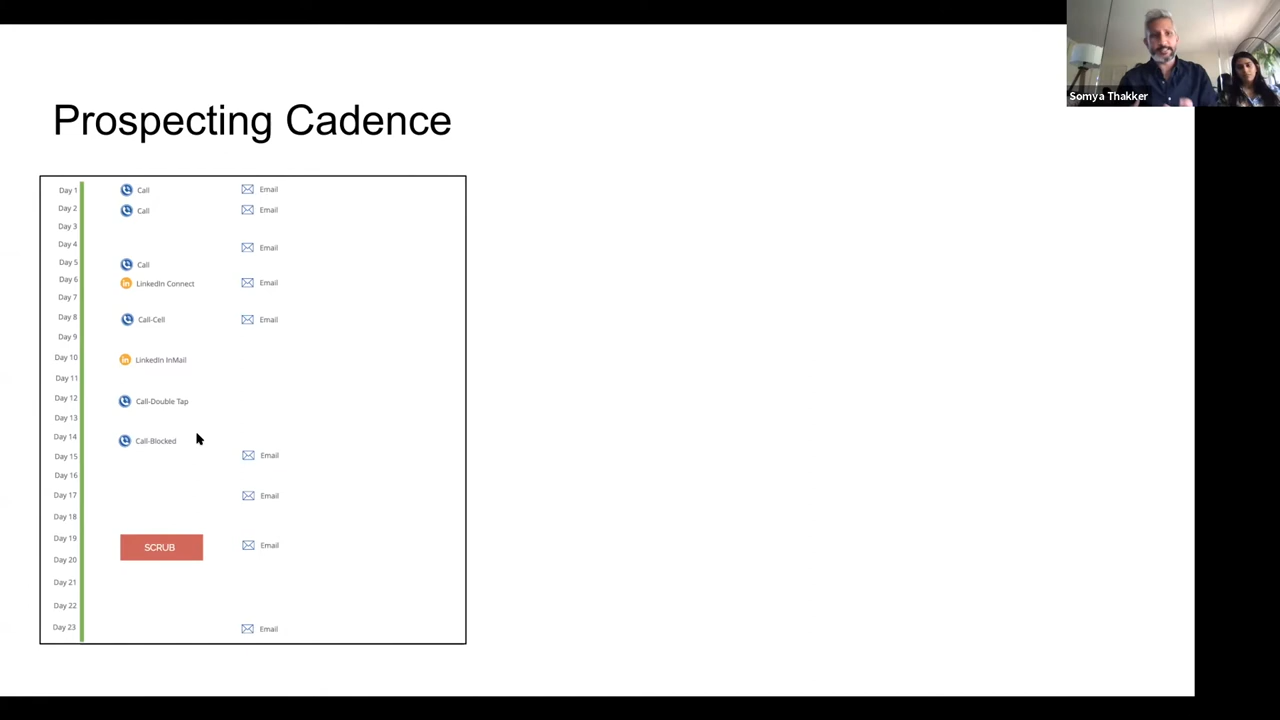 Somya Thakker
Prospecting Cadence
Day 1 Call Email
Day 2 Call Email
Day 3
Day 4 Email
Day 5 Call
Day 6 LinkedIn Connect Email
Day 7
Day 8 Call-Cell Email
Day 9
Day 10 LinkedIn InMail
Day 11
Day 12 Call-Double Tap
Day 13
Day 14 Call-Blocked
Day 15 Email
Day 16
Day 17 Email
Day 18
Day 19 SCRUB Email
Day 20
Day 21
Day 22
Day 23 Email